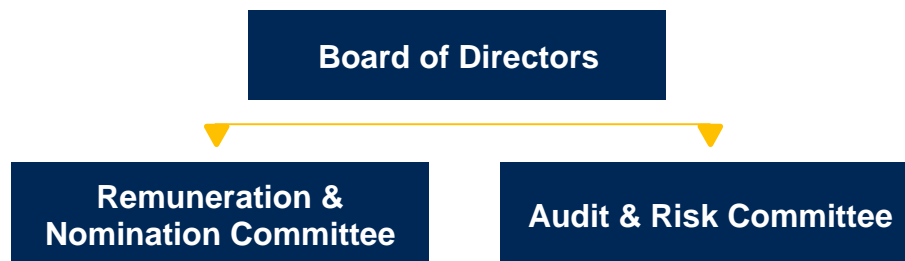 Board of Directors
Remuneration &
Nomination Committee
Audit & Risk Committee